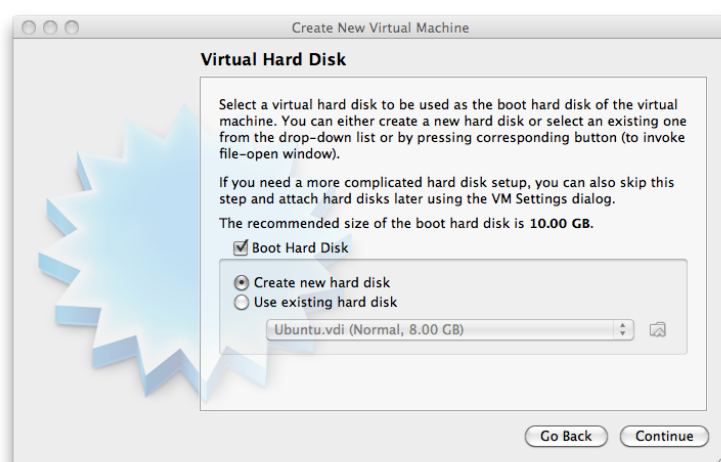 Create New Virtual Machine
Virtual Hard Disk
Select a virtual hard disk to be used as the boot hard disk of the virtual
machine. You can either create a new hard disk or select an existing one
from the drop-down list or by pressing corresponding button (to invoke
file-open window).
If you need a more complicated hard disk setup, you can also skip this
step and attach hard disks later using the VM Settings dialog.
The recommended size of the boot hard disk is 10.00 GB.
Boot Hard Disk
Create new hard disk
Use existing hard disk
Ubuntu.vdi (Normal, 8.00 GB)
Go Back Continue